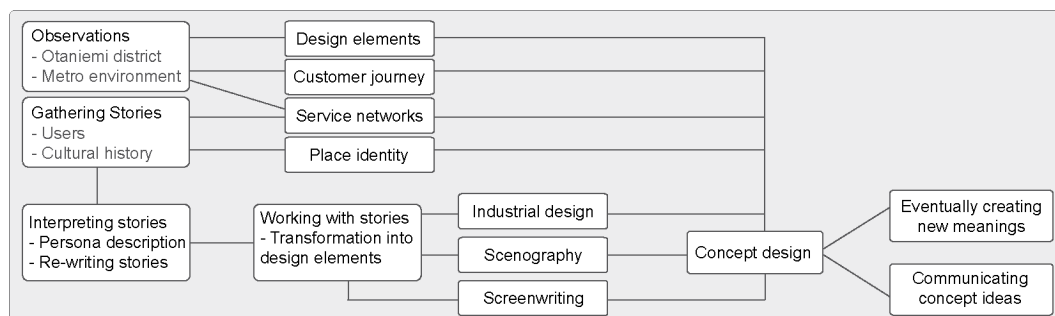 Observations
- Otaniemi district
- Metro environment
Gathering Stories
- Users
- Cultural history
Interpreting stories
- Persona description
- Re-writing stories
Design elements
Customer journey
Service networks
Place identity
Working with stories
- Transformation into
design elements
Industrial design
Scenography
Screenwriting
Concept design
Eventually creating
new meanings
Communicating
concept ideas